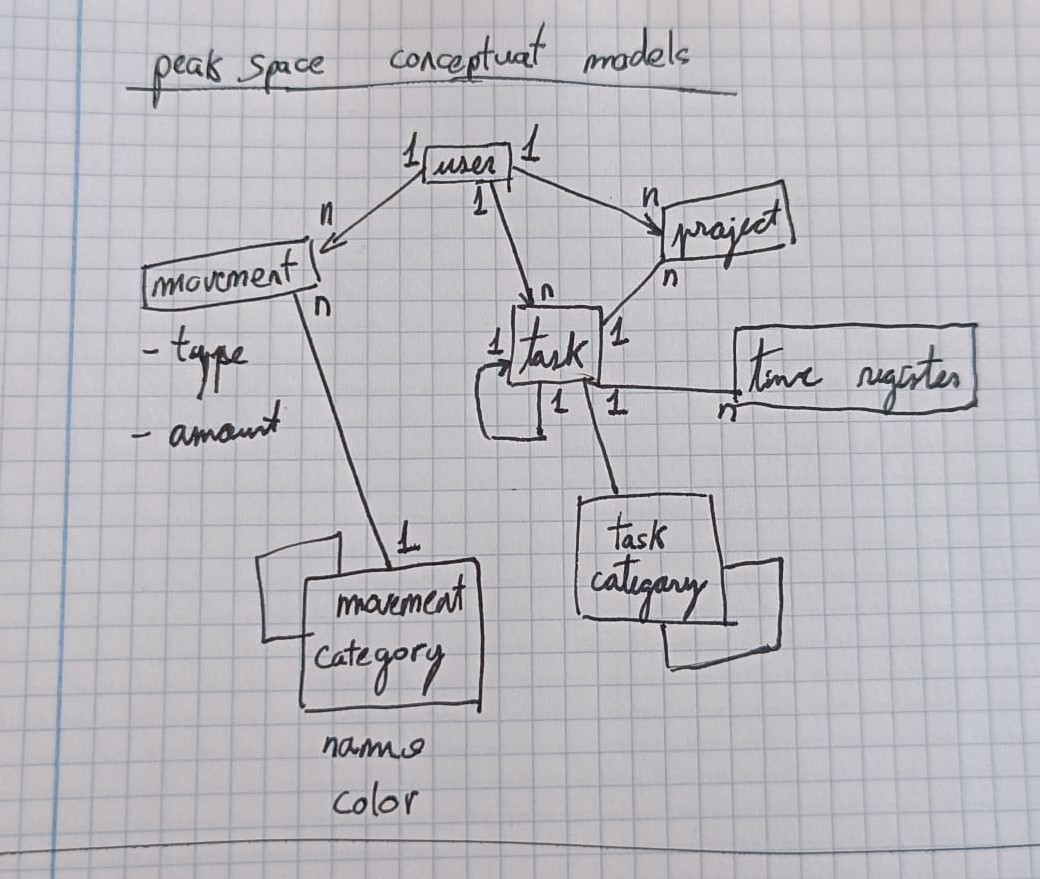 peak space conceptual models
1 user 1
1
n
n
movement
n
n
project
n
- type
- amount
n
1 task 1
1 1
time register
n
1
movement
category
name
color
task
category